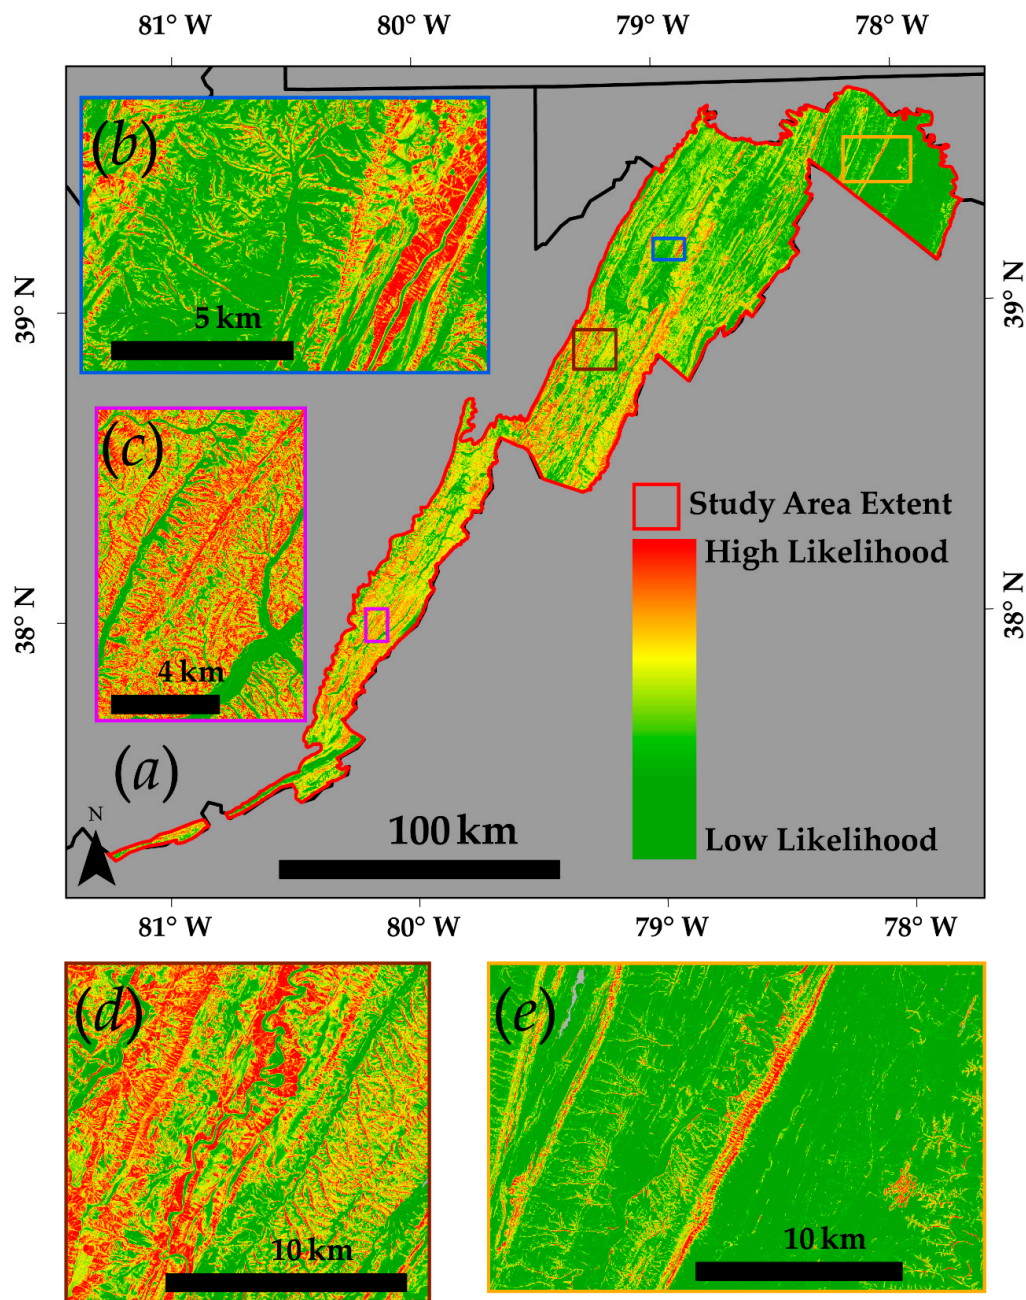 81° W 80° W 79° W 78° W
(b)
5 km
39° N
39° N
(c)
4 km
Study Area Extent
High Likelihood
38° N
38° N
(a)
N
100 km
Low Likelihood
81° W 80° W 79° W 78° W
(d)
10 km
(e)
10 km